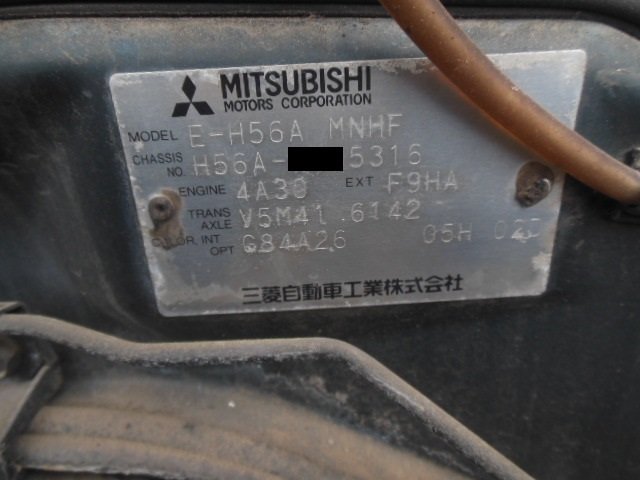 MITSUBISHI
MOTORS CORPORATION
MODEL E-H56A MNHF
CHASSIS NO. H56A- 5316
ENGINE 4A30 EXT F9HA
TRANS AXLE V5M41 6142
COLOR, INT OPT G84A26 05H 02D
三菱自動車工業株式会社